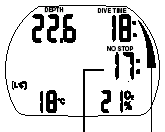 DEPTH DIVE TIME
22.6 18:
NO STOP
17:
18°C 21%